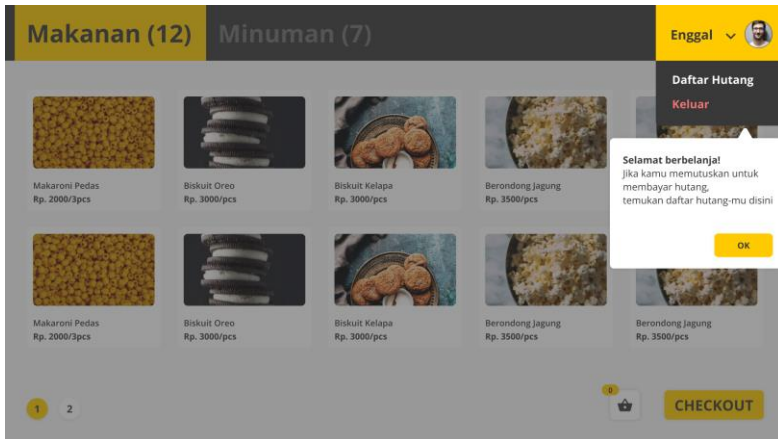 Makanan (12)
Minuman (7)
Enggal
Daftar Hutang
Keluar
Selamat berbelanja!
Jika kamu memutuskan untuk
membayar hutang,
temukan daftar hutang-mu disini
OK
Makaroni Pedas
Rp. 2000/3pcs
Biskuit Oreo
Rp. 3000/pcs
Biskuit Kelapa
Rp. 3000/pcs
Berondong Jagung
Rp. 3500/pcs
Makaroni Pedas
Rp. 2000/3pcs
Biskuit Oreo
Rp. 3000/pcs
Biskuit Kelapa
Rp. 3000/pcs
Berondong Jagung
Rp. 3500/pcs
Berondong Jagung
Rp. 3500/pcs
1
2
0
CHECKOUT